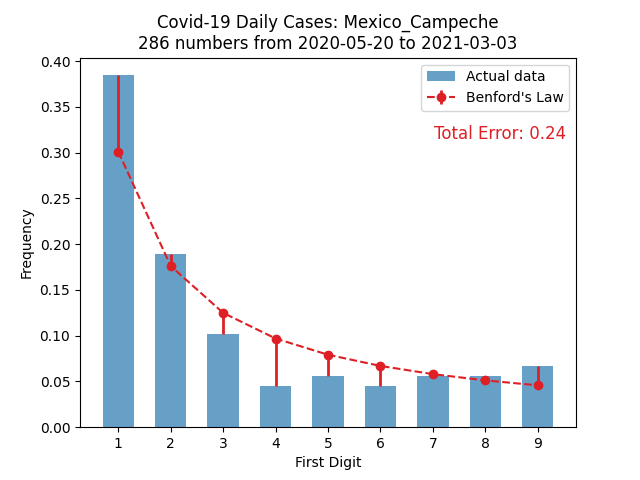 Covid-19 Daily Cases: Mexico_Campeche
286 numbers from 2020-05-20 to 2021-03-03
Actual data
Benford's Law
Total Error: 0.24
Frequency
0.40
0.35
0.30
0.25
0.20
0.15
0.10
0.05
0.00
1 2 3 4 5 6 7 8 9
First Digit